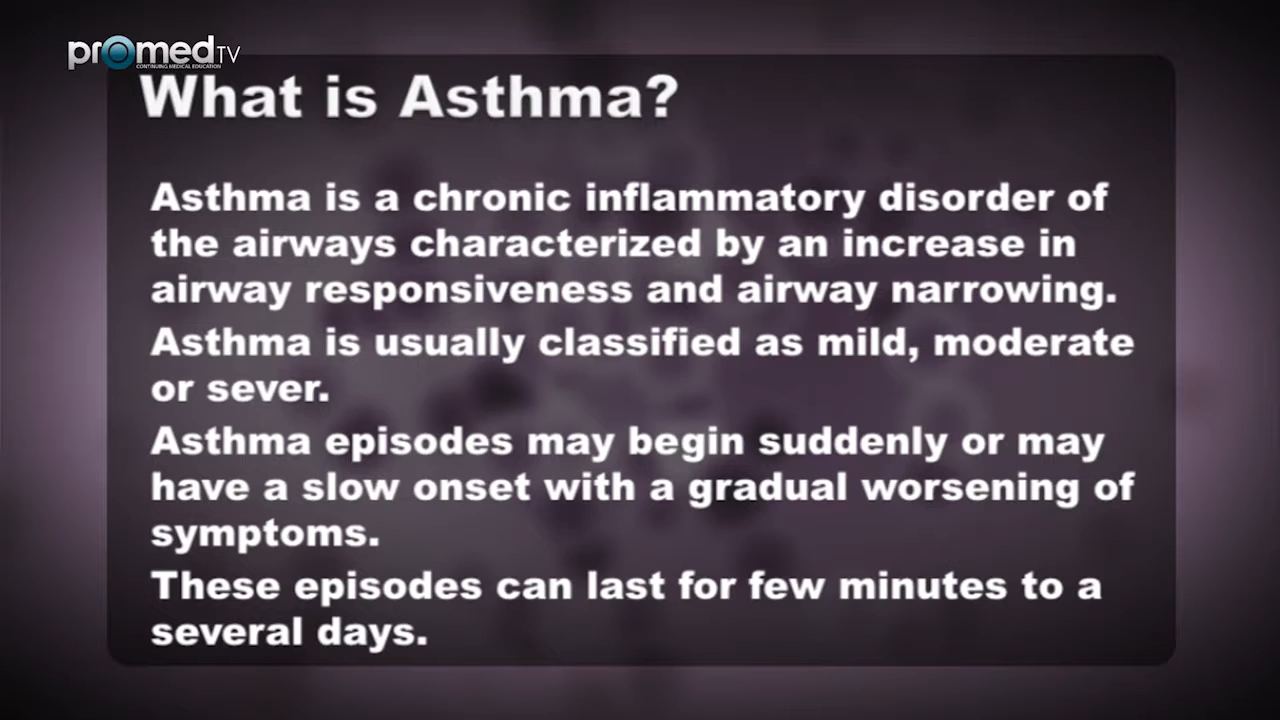 promedTV
CONTINUING MEDICAL EDUCATION
What is Asthma?
Asthma is a chronic inflammatory disorder of
the airways characterized by an increase in
airway responsiveness and airway narrowing.
Asthma is usually classified as mild, moderate
or sever.
Asthma episodes may begin suddenly or may
have a slow onset with a gradual worsening of
symptoms.
These episodes can last for few minutes to a
several days.